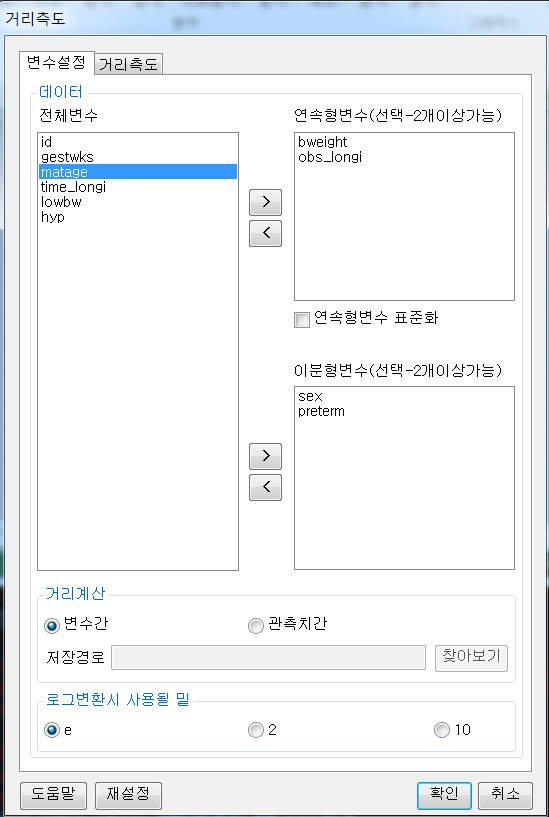 거리측도
변수설정
거리측도
데이터
전체변수
id
gestwks
matage
time_longi
lowbw
hyp
>
<
연속형변수(선택-2개이상가능)
bweight
obs_longi
연속형변수 표준화
이분형변수(선택-2개이상가능)
sex
preterm
>
<
거리계산
변수간
관측치간
저장경로
찾아보기
로그변환시 사용될 밑
e
2
10
도움말
재설정
확인
취소